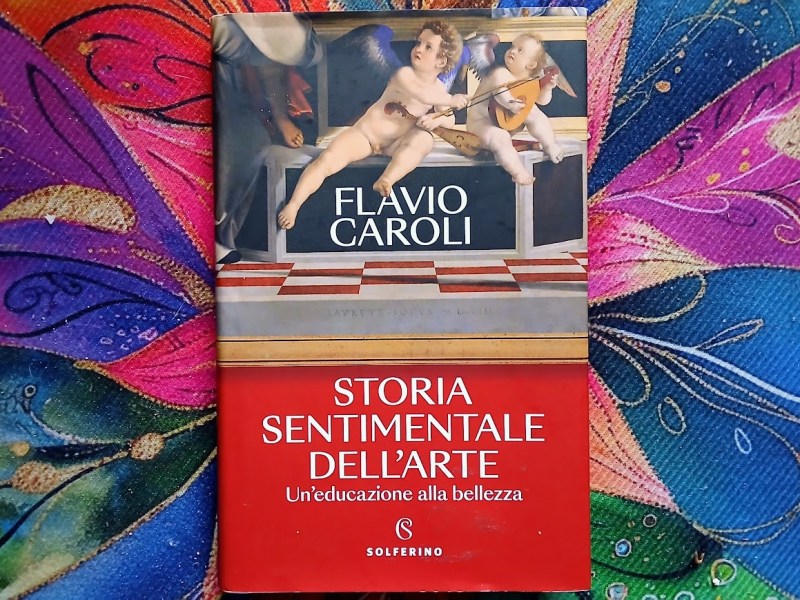 FLAVIO
CAROLI
STORIA
SENTIMENTALE
DELL'ARTE
Un'educazione alla bellezza
SOLFERINO